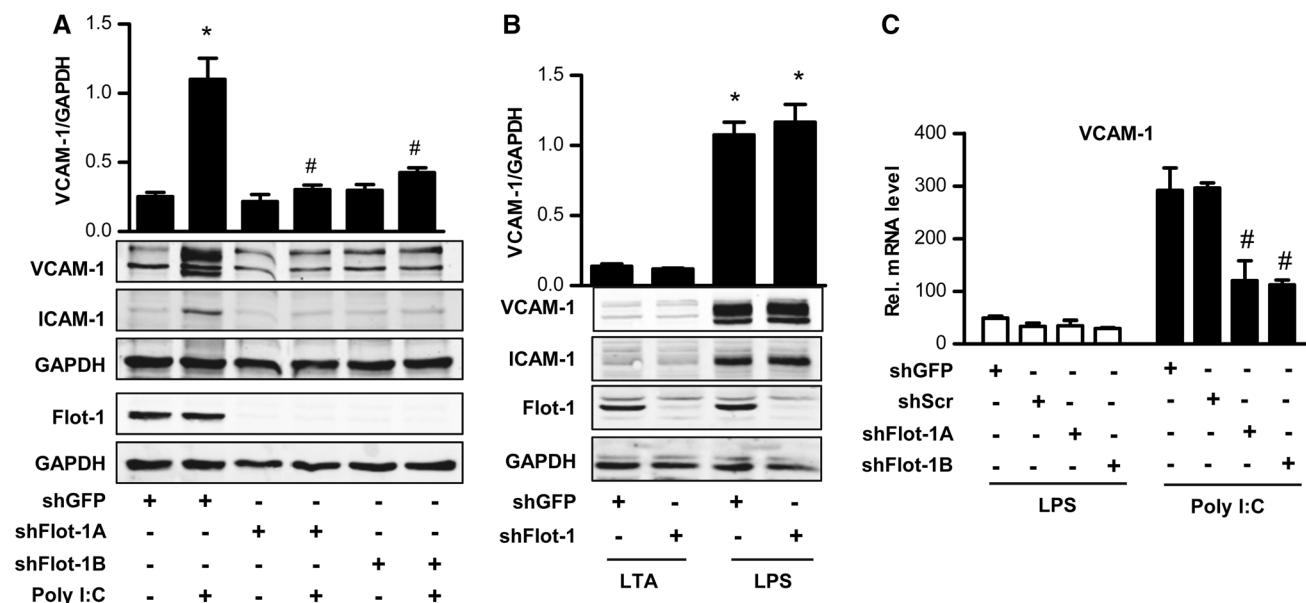 A
VCAM-1/GAPDH
1.5
1.0
0.5
0.0
*
#
#
VCAM-1
ICAM-1
GAPDH
Flot-1
GAPDH
shGFP + + - - - -
shFlot-1A - - + + - -
shFlot-1B - - - - + +
Poly I:C - + - + - +
B
VCAM-1/GAPDH
1.5
1.0
0.5
0.0
*
*
VCAM-1
ICAM-1
Flot-1
GAPDH
shGFP + - + -
shFlot-1 - + - +
LTA LPS
C
VCAM-1
Rel. mRNA level
400
300
200
100
0
#
#
shGFP + - - - + - - -
shScr - + - - - + - -
shFlot-1A - - + - - - + -
shFlot-1B - - - + - - - +
LPS Poly I:C